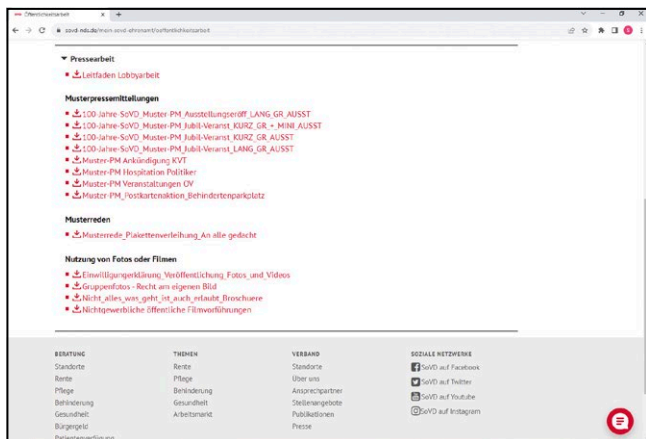 Öffentlichkeitsarbeit
sovd-nds.de/mein-sovd-ehrenamt/oeffentlichkeitsarbeit
Pressearbeit
Leitfaden Lobbyarbeit
Musterpressemitteilungen
100-Jahre-SoVD_Muster-PM_Ausstellungseröff_LANG_GR_AUSST
100-Jahre-SoVD_Muster-PM_Jubil-Veranst_KURZ_GR_+_MINI_AUSST
100-Jahre-SoVD_Muster-PM_Jubil-Veranst_KURZ_GR_AUSST
100-Jahre-SoVD_Muster-PM_Jubil-Veranst_LANG_GR_AUSST
Muster-PM Ankündigung KVT
Muster-PM Hospitation Politiker
Muster-PM Veranstaltungen OV
Muster-PM_Postkartenaktion_Behindertenparkplatz
Musterreden
Musterrede_Plakettenverleihung_An alle gedacht
Nutzung von Fotos oder Filmen
Einwilligungerklärung_Veröffentlichung_Fotos_und_Videos
Gruppenfotos - Recht am eigenen Bild
Nicht_alles_was_geht_ist_auch_erlaubt_Broschuere
Nichtgewerbliche öffentliche Filmvorführungen
BERATUNG
Standorte
Rente
Pflege
Behinderung
Gesundheit
Bürgergeld
Patientenverfügung
THEMEN
Rente
Pflege
Behinderung
Gesundheit
Arbeitsmarkt
VERBAND
Standorte
Über uns
Ansprechpartner
Stellenangebote
Publikationen
Presse
SOZIALE NETZWERKE
SoVD auf Facebook
SoVD auf Twitter
SoVD auf Youtube
SoVD auf Instagram